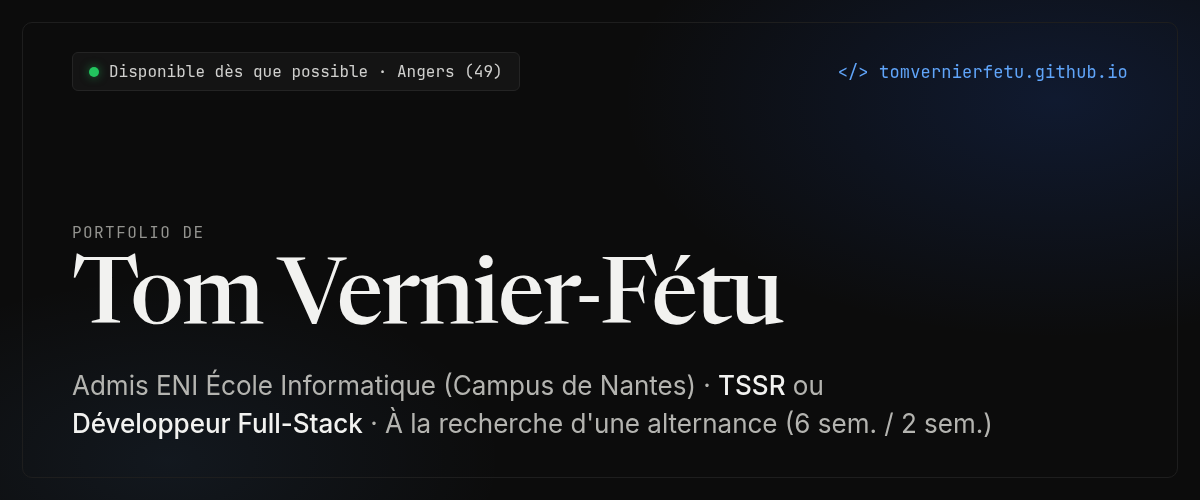 Disponible dès que possible · Angers (49)
</> tomvernierfetu.github.io
PORTFOLIO DE
Tom Vernier-Fétu
Admis ENI École Informatique (Campus de Nantes) · TSSR ou
Développeur Full-Stack · À la recherche d'une alternance (6 sem. / 2 sem.)